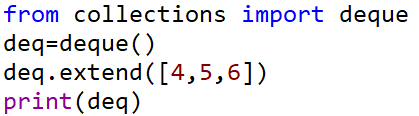 from collections import deque
deq=deque()
deq.extend([4,5,6])
print(deq)